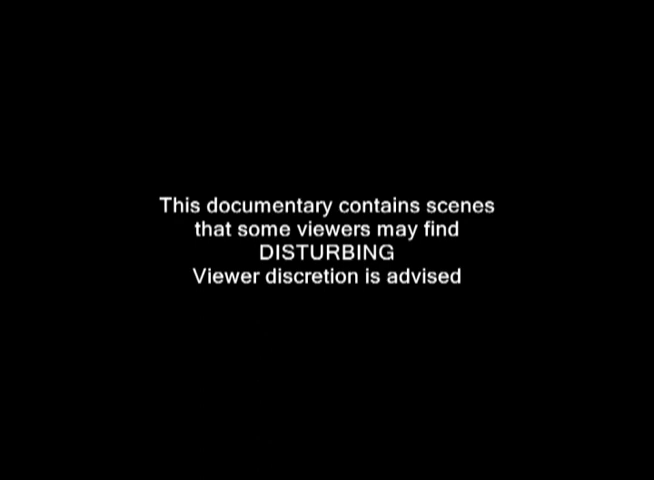 This documentary contains scenes
that some viewers may find
DISTURBING
Viewer discretion is advised